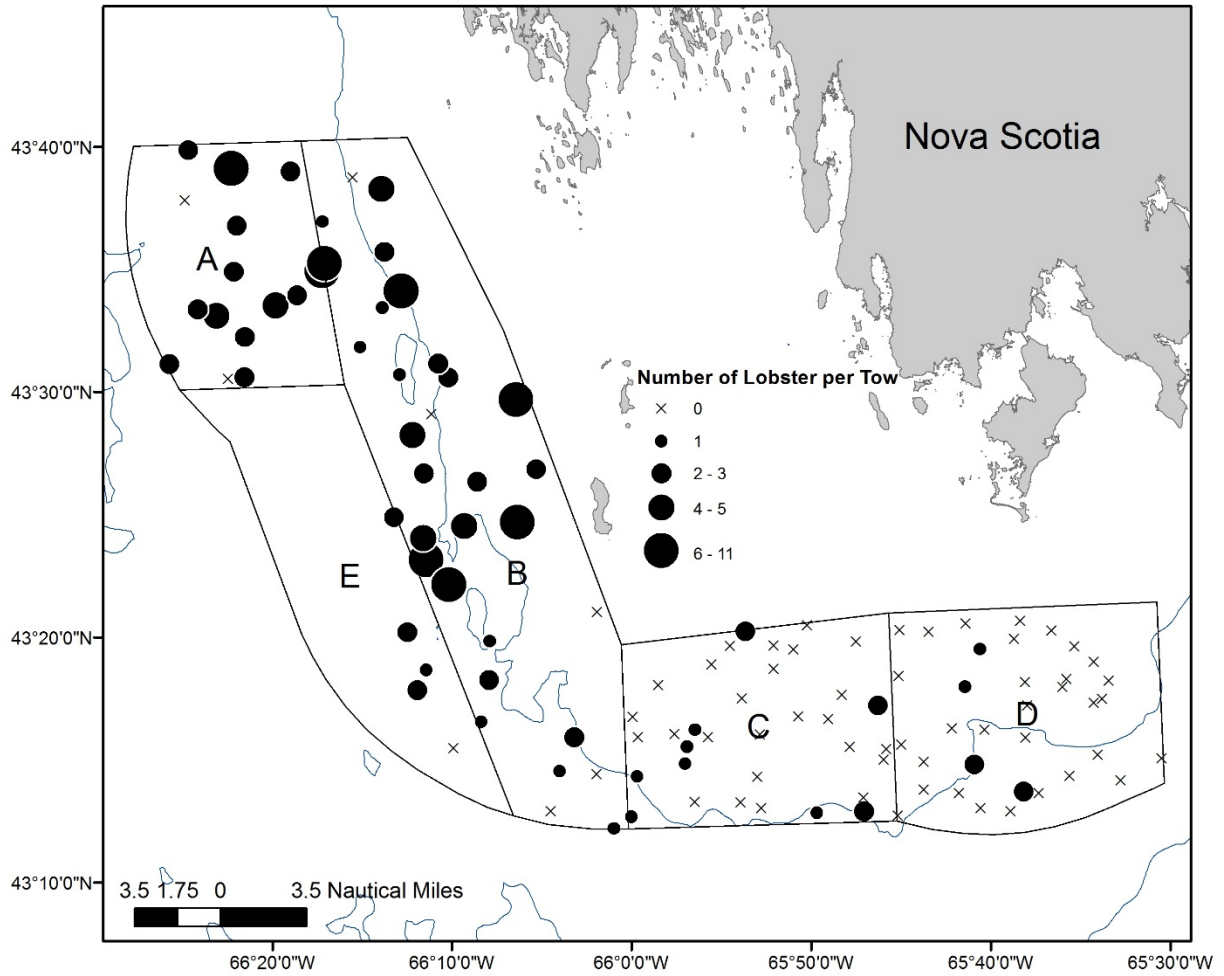 Nova Scotia
43°40'0"N
A
43°30'0"N
Number of Lobster per Tow
0
1
2 - 3
4 - 5
6 - 11
E
B
43°20'0"N
C
D
43°10'0"N
3.5 1.75 0 3.5 Nautical Miles
66°20'0"W 66°10'0"W 66°0'0"W 65°50'0"W 65°40'0"W 65°30'0"W